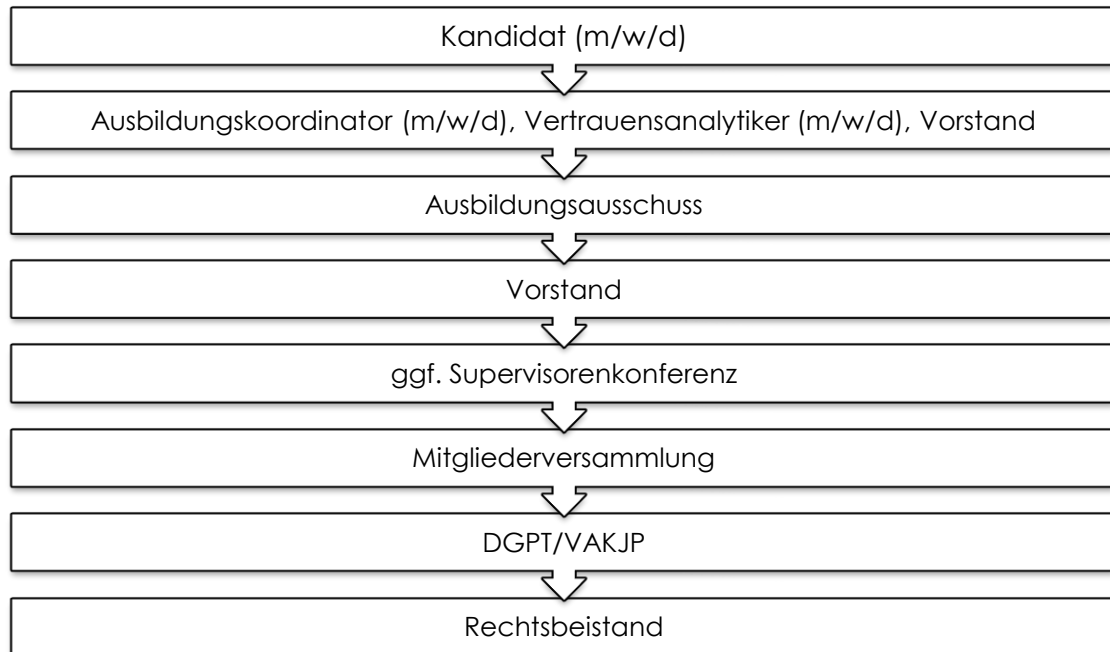 Kandidat (m/w/d)
Ausbildungskoordinator (m/w/d), Vertrauensanalytiker (m/w/d), Vorstand
Ausbildungsausschuss
Vorstand
ggf. Supervisorenkonferenz
Mitgliederversammlung
DGPT/VAKJP
Rechtsbeistand